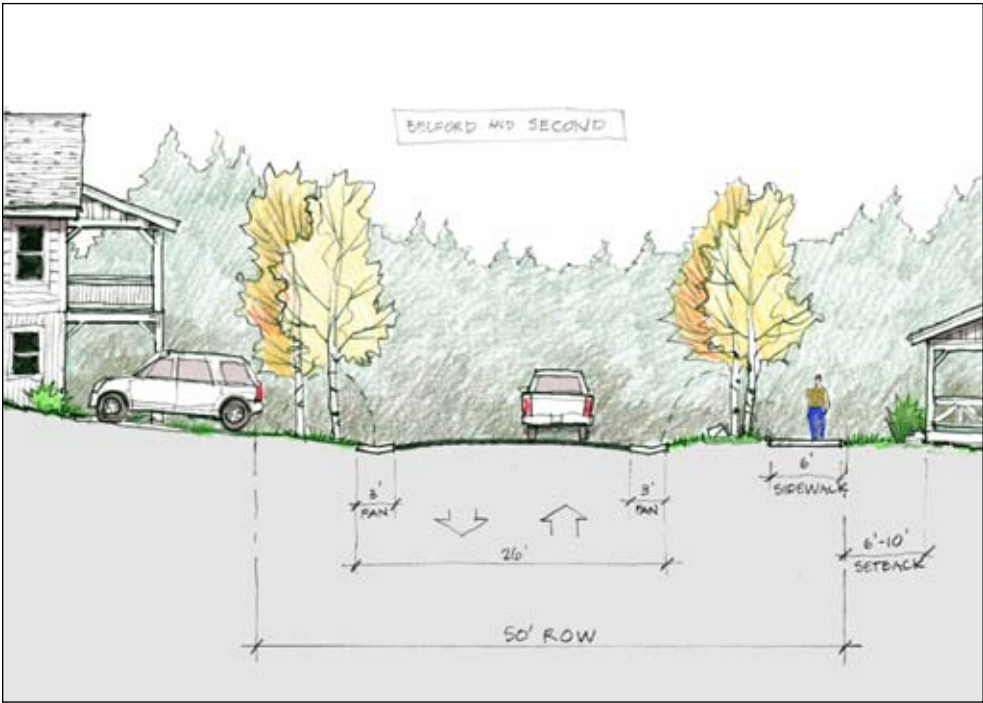 BELFORD AND SECOND
6'
SIDEWALK
3'
PAN
3'
PAN
26'
6'-10'
SETBACK
50' ROW